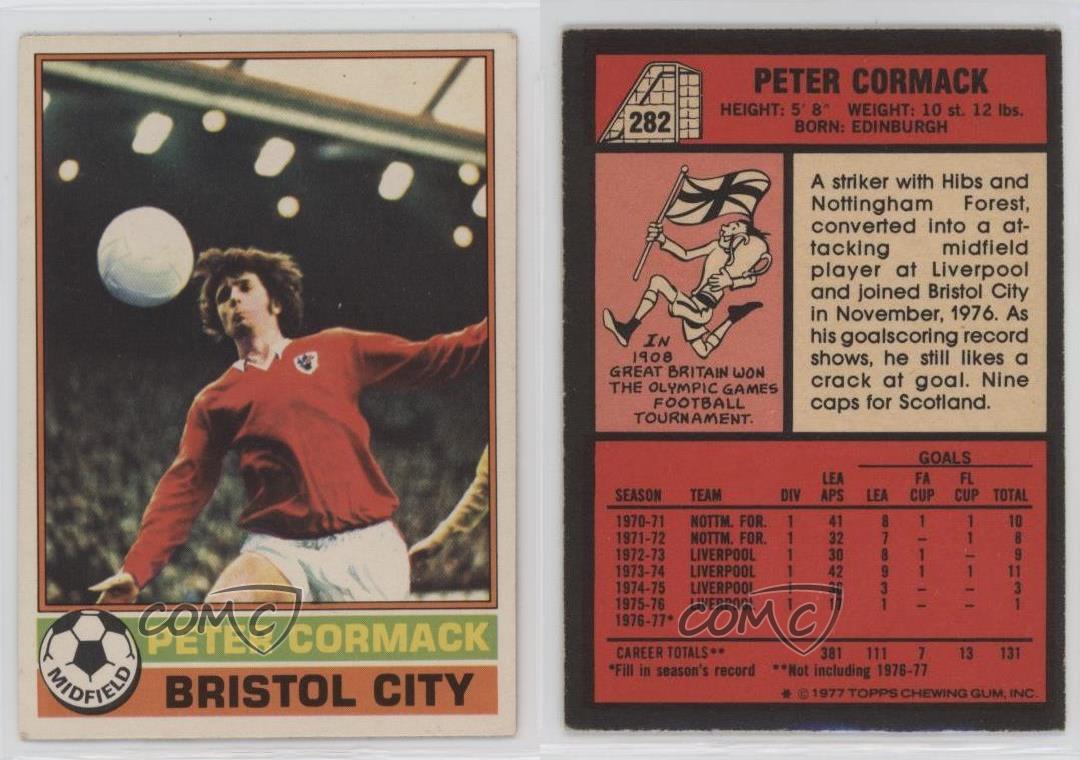 COMC
PETER CORMACK
MIDFIELD
BRISTOL CITY
282
PETER CORMACK
HEIGHT: 5' 8" WEIGHT: 10 st. 12 lbs.
BORN: EDINBURGH
IN
1908
GREAT BRITAIN WON
THE OLYMPIC GAMES
FOOTBALL
TOURNAMENT.
A striker with Hibs and
Nottingham Forest,
converted into a at-
tacking midfield
player at Liverpool
and joined Bristol City
in November, 1976. As
his goalscoring record
shows, he still likes a
crack at goal. Nine
caps for Scotland.
GOALS
LEA FA FL
SEASON TEAM DIV APS LEA CUP CUP TOTAL
1970-71 NOTTM. FOR. 1 41 8 1 1 10
1971-72 NOTTM. FOR. 1 32 7 – 1 8
1972-73 LIVERPOOL 1 30 8 1 – 9
1973-74 LIVERPOOL 1 42 9 1 1 11
1974-75 LIVERPOOL 1 3 – – 3
1975-76 LIVERPOOL 1 1 – – 1
1976-77*
COMC
CAREER TOTALS** 381 111 7 13 131
*Fill in season's record **Not including 1976-77
* © 1977 TOPPS CHEWING GUM, INC.